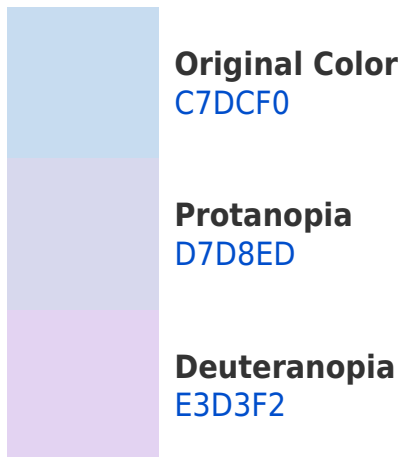 Original Color
C7DCF0
Protanopia
D7D8ED
Deuteranopia
E3D3F2